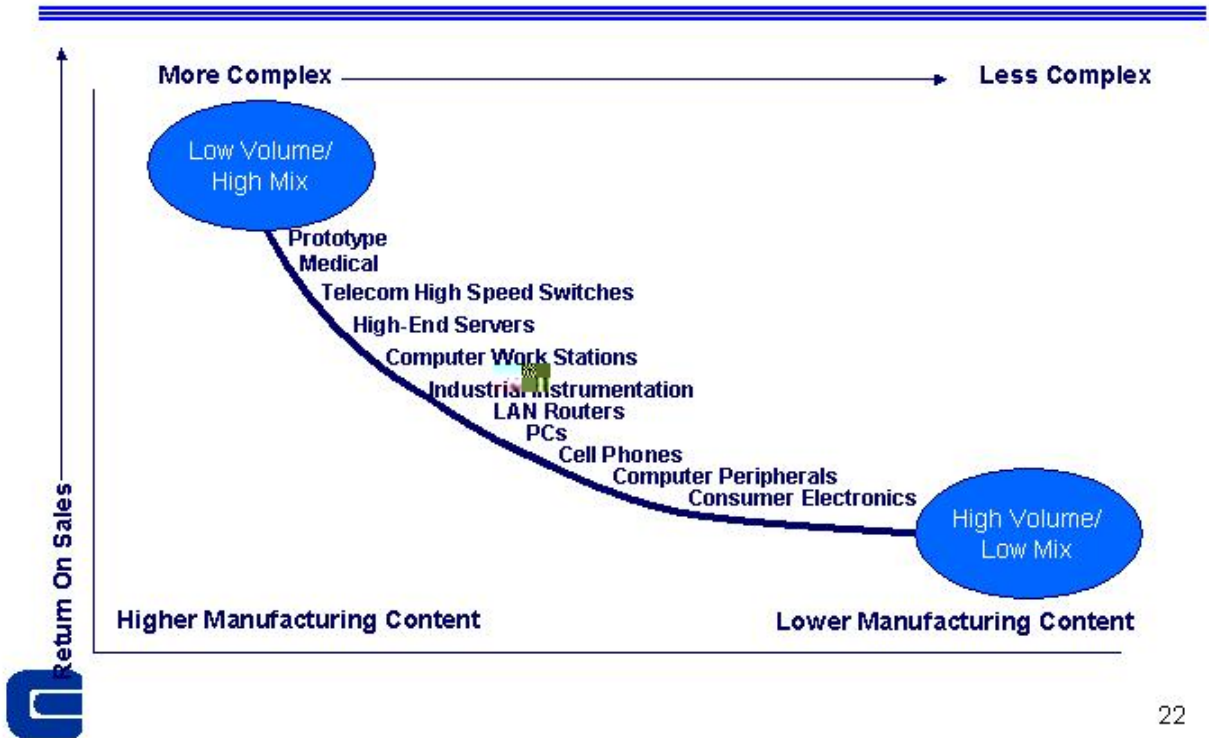 More Complex
Less Complex
Low Volume/
High Mix
Prototype
Medical
Telecom High Speed Switches
High-End Servers
Computer Work Stations
Industrial Instrumentation
LAN Routers
PCs
Cell Phones
Computer Peripherals
Consumer Electronics
High Volume/
Low Mix
Return On Sales
Higher Manufacturing Content
Lower Manufacturing Content
22